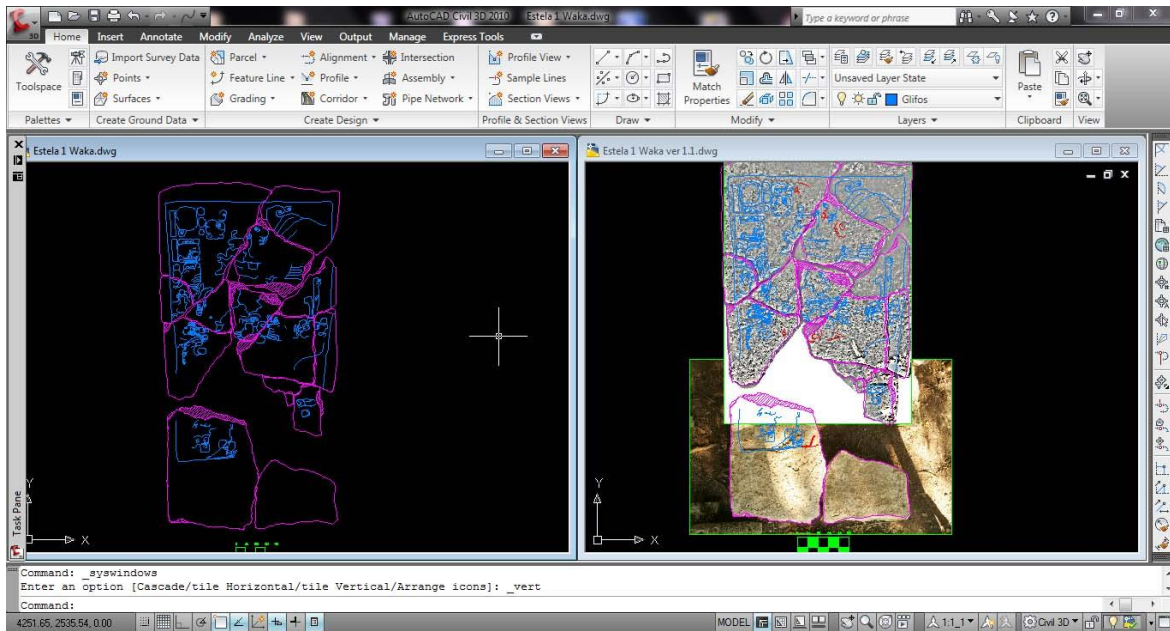 AutoCAD Civil 3D 2010 Estela 1 Waka.dwg
Type a keyword or phrase
3D
Home Insert Annotate Modify Analyze View Output Manage Express Tools
Toolspace
Import Survey Data
Points
Surfaces
Parcel
Feature Line
Grading
Alignment
Profile
Corridor
Intersection
Assembly
Pipe Network
Profile View
Sample Lines
Section Views
Match
Properties
Unsaved Layer State
Glifos
Paste
Palettes Create Ground Data Create Design Profile & Section Views Draw Modify Layers Clipboard View
Estela 1 Waka.dwg
Estela 1 Waka ver 1.1.dwg
Y
X
Y
X
Task Pane
Command: _syswindows
Enter an option [Cascade/tile Horizontal/tile Vertical/Arrange icons]: _vert
Command:
4251.65, 2535.54, 0.00
MODEL
1:1_1
Civil 3D